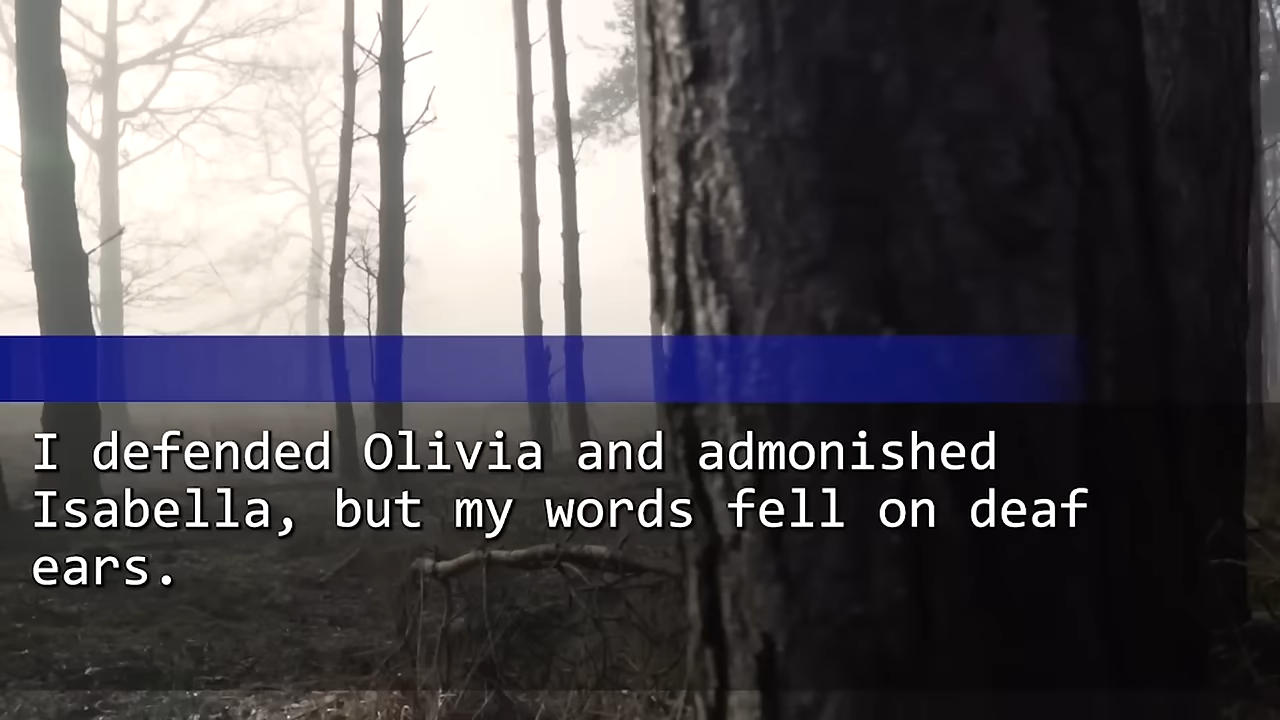 I defended Olivia and admonished
Isabella, but my words fell on deaf
ears.